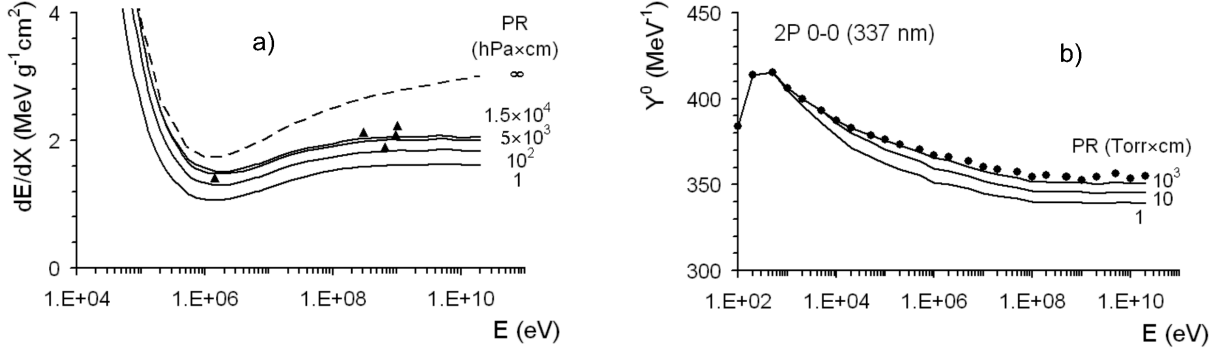 4
2
0
dE/dX (MeV g⁻¹cm²)
a)
PR
(hPa×cm)
∞
1.5×10⁴
5×10³
10²
1
1.E+04
1.E+06
1.E+08
1.E+10
E (eV)
450
400
350
300
Y⁰ (MeV⁻¹)
2P 0-0 (337 nm)
b)
PR (Torr×cm)
10³
10
1
1.E+02
1.E+04
1.E+06
1.E+08
1.E+10
E (eV)